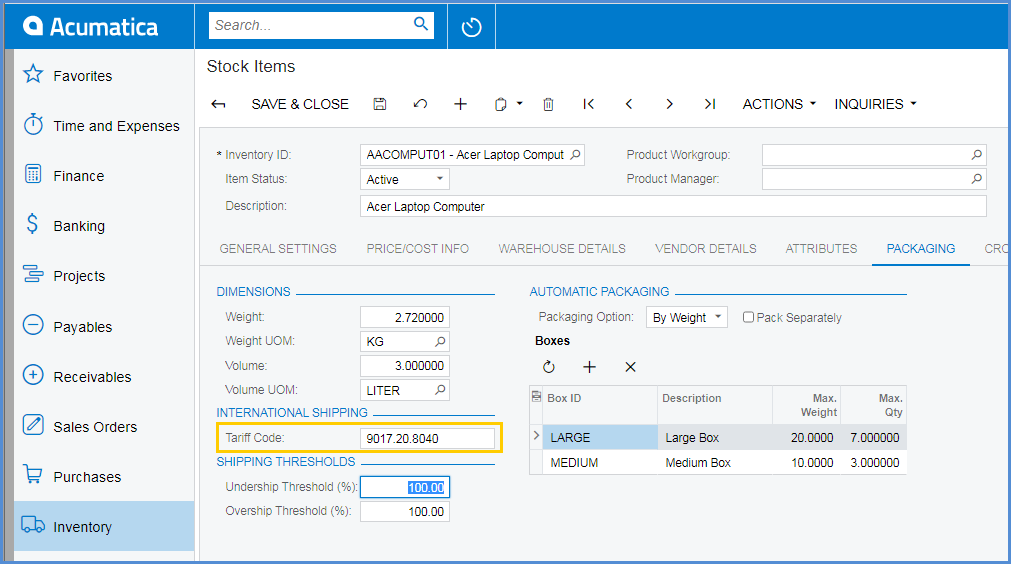 Acumatica
Search...
Favorites
Time and Expenses
Finance
Banking
Projects
Payables
Receivables
Sales Orders
Purchases
Inventory
Stock Items
SAVE & CLOSE
ACTIONS
INQUIRIES
* Inventory ID: AACOMPUT01 - Acer Laptop Comput
Product Workgroup:
Item Status: Active
Product Manager:
Description: Acer Laptop Computer
GENERAL SETTINGS PRICE/COST INFO WAREHOUSE DETAILS VENDOR DETAILS ATTRIBUTES PACKAGING CRO
DIMENSIONS
Weight: 2.720000
Weight UOM: KG
Volume: 3.000000
Volume UOM: LITER
INTERNATIONAL SHIPPING
Tariff Code: 9017.20.8040
SHIPPING THRESHOLDS
Undership Threshold (%): 100.00
Overship Threshold (%): 100.00
AUTOMATIC PACKAGING
Packaging Option: By Weight Pack Separately
Boxes
Box ID Description Max. Weight Max. Qty
LARGE Large Box 20.0000 7.000000
MEDIUM Medium Box 10.0000 3.000000